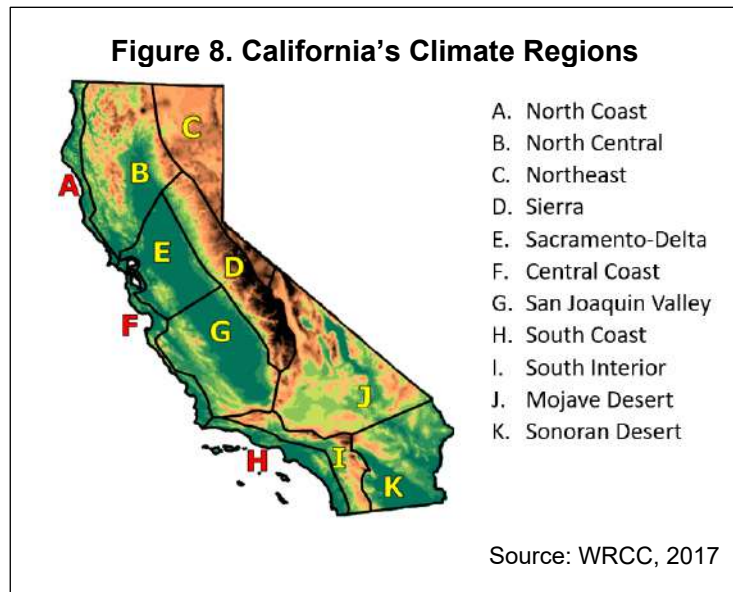 Figure 8. California’s Climate Regions
A. North Coast
B. North Central
C. Northeast
D. Sierra
E. Sacramento-Delta
F. Central Coast
G. San Joaquin Valley
H. South Coast
I. South Interior
J. Mojave Desert
K. Sonoran Desert
C
B
A
E
D
F
G
J
H
I
K
Source: WRCC, 2017